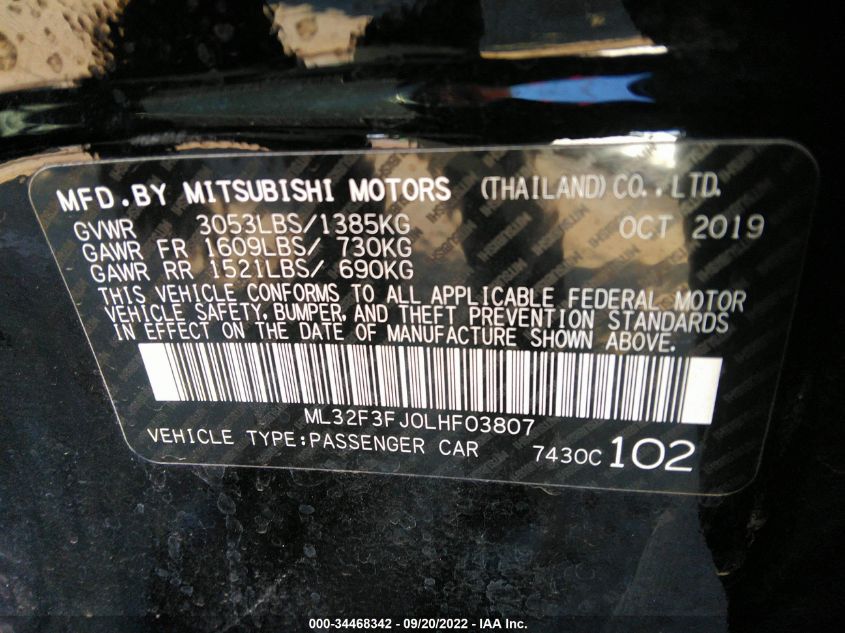 MFD.BY MITSUBISHI MOTORS (THAILAND) CO.,LTD.
GVWR 3053LBS/1385KG OCT 2019
GAWR FR 1609LBS/ 730KG
GAWR RR 1521LBS/ 690KG
THIS VEHICLE CONFORMS TO ALL APPLICABLE FEDERAL MOTOR
VEHICLE SAFETY, BUMPER, AND THEFT PREVENTION STANDARDS
IN EFFECT ON THE DATE OF MANUFACTURE SHOWN ABOVE.
ML32F3FJ0LHF03807
VEHICLE TYPE:PASSENGER CAR 7430C 102
000-34468342 - 09/20/2022 - IAA Inc.